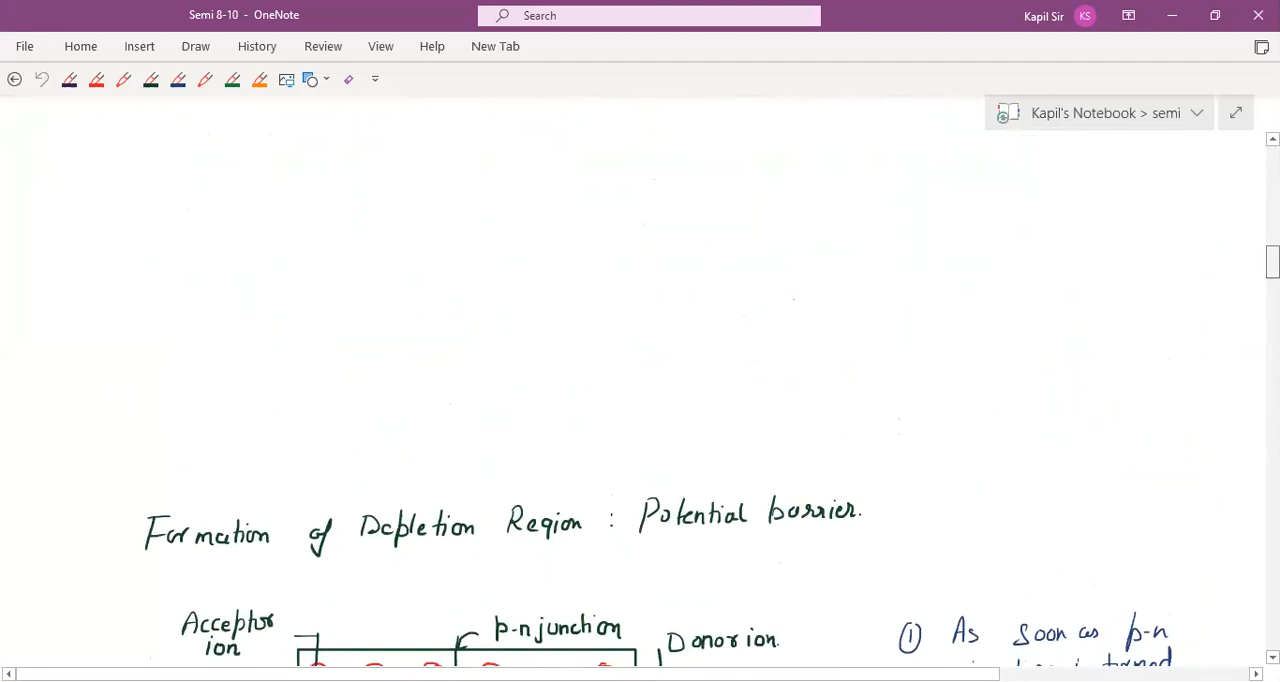 Semi 8-10 - OneNote
Search
Kapil Sir
KS
File Home Insert Draw History Review View Help New Tab
Kapil's Notebook > semi
Formation of Depletion Region : Potential barrier.
Acceptor
ion
p-n junction
Donor ion.
① As soon as p-n
formed